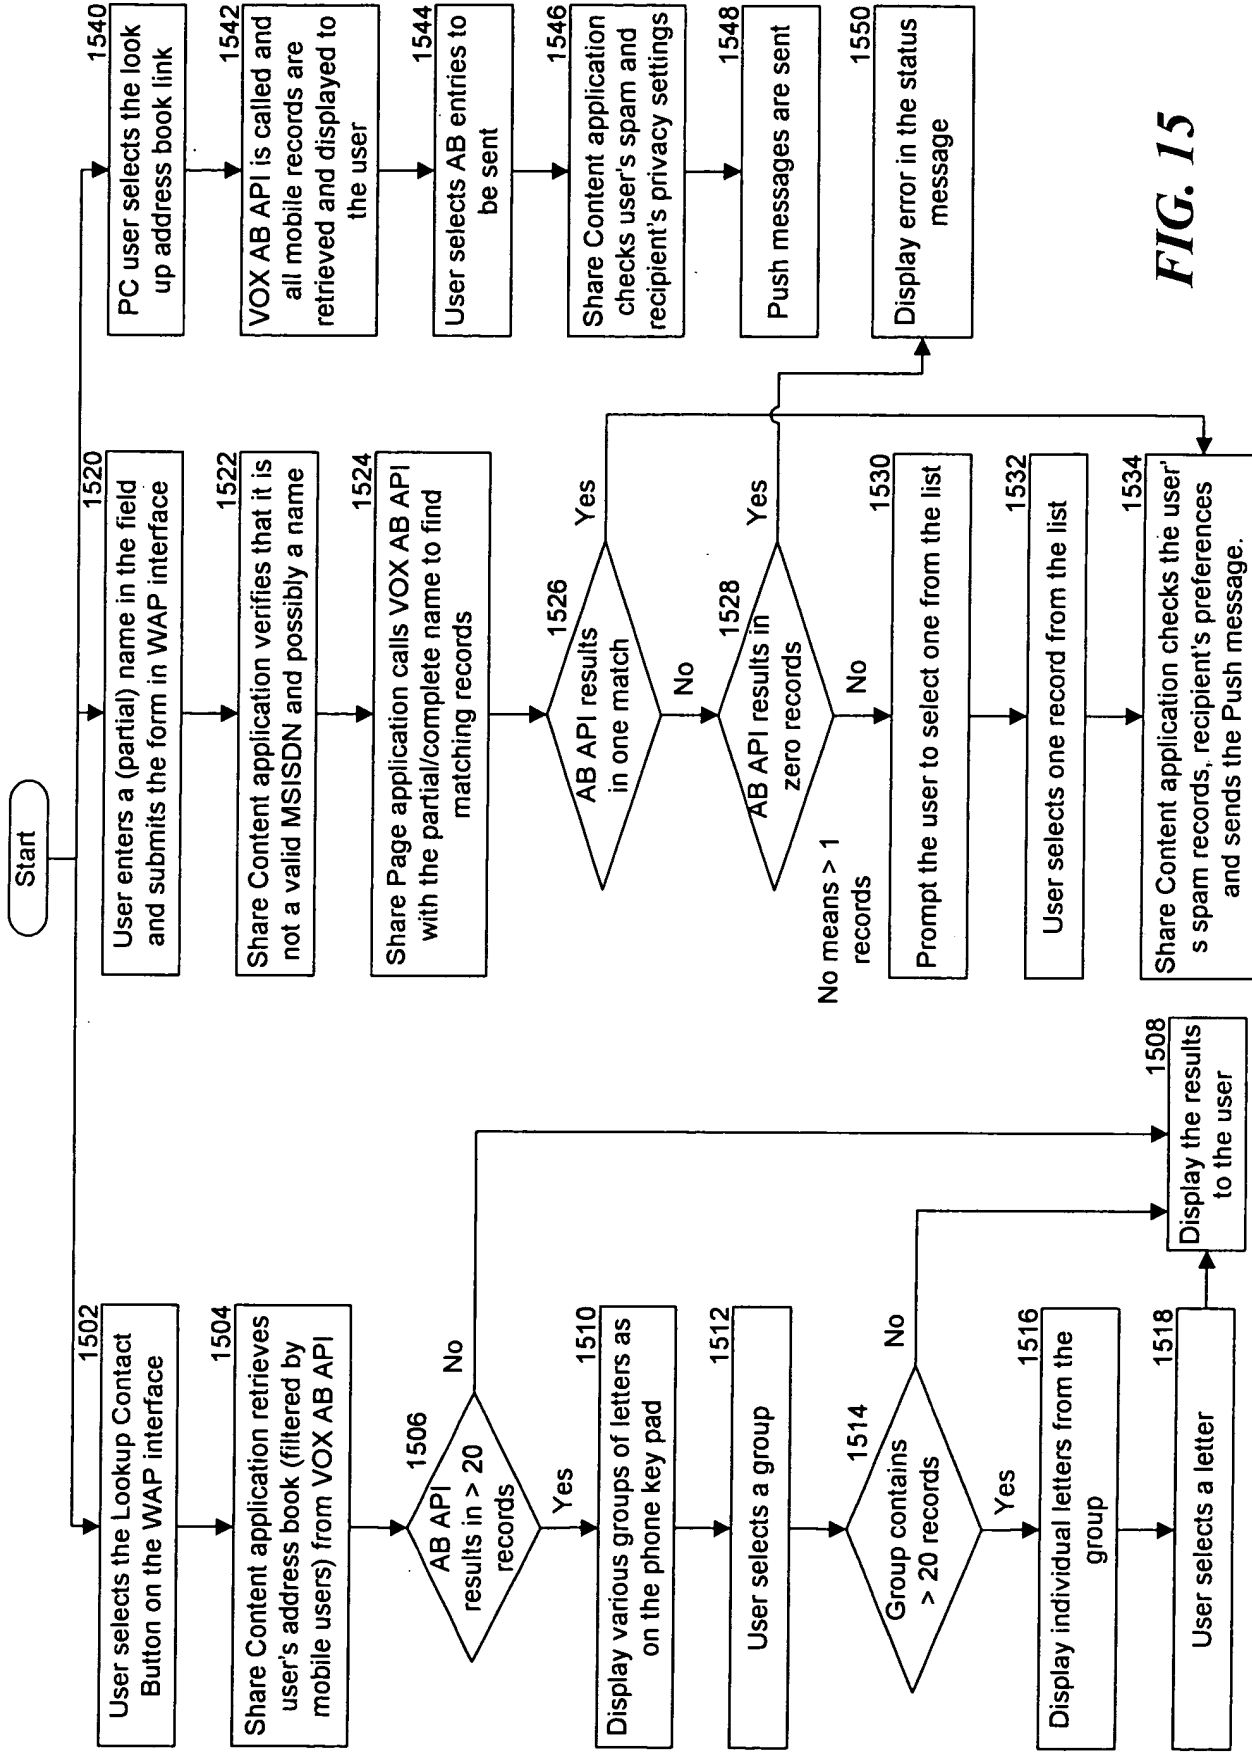 Start
1502
User selects the Lookup Contact
Button on the WAP interface
1504
Share Content application retrieves
user's address book (filtered by
mobile users) from VOX AB API
1506
AB API
results in > 20
records
No
Yes
1510
Display various groups of letters as
on the phone key pad
1512
User selects a group
1514
Group contains
> 20 records
No
Yes
1516
Display individual letters from the
group
1518
User selects a letter
1508
Display the results
to the user
1520
User enters a (partial) name in the field
and submits the form in WAP interface
1522
Share Content application verifies that it is
not a valid MSISDN and possibly a name
1524
Share Page application calls VOX AB API
with the partial/complete name to find
matching records
1526
AB API results
in one match
Yes
No
1528
AB API results in
zero records
Yes
No
No means > 1
records
1530
Prompt the user to select one from the list
1532
User selects one record from the list
1534
Share Content application checks the user'
s spam records, recipient's preferences
and sends the Push message.
1540
PC user selects the look
up address book link
1542
VOX AB API is called and
all mobile records are
retrieved and displayed to
the user
1544
User selects AB entries to
be sent
1546
Share Content application
checks user's spam and
recipient's privacy settings
1548
Push messages are sent
1550
Display error in the status
message
FIG. 15